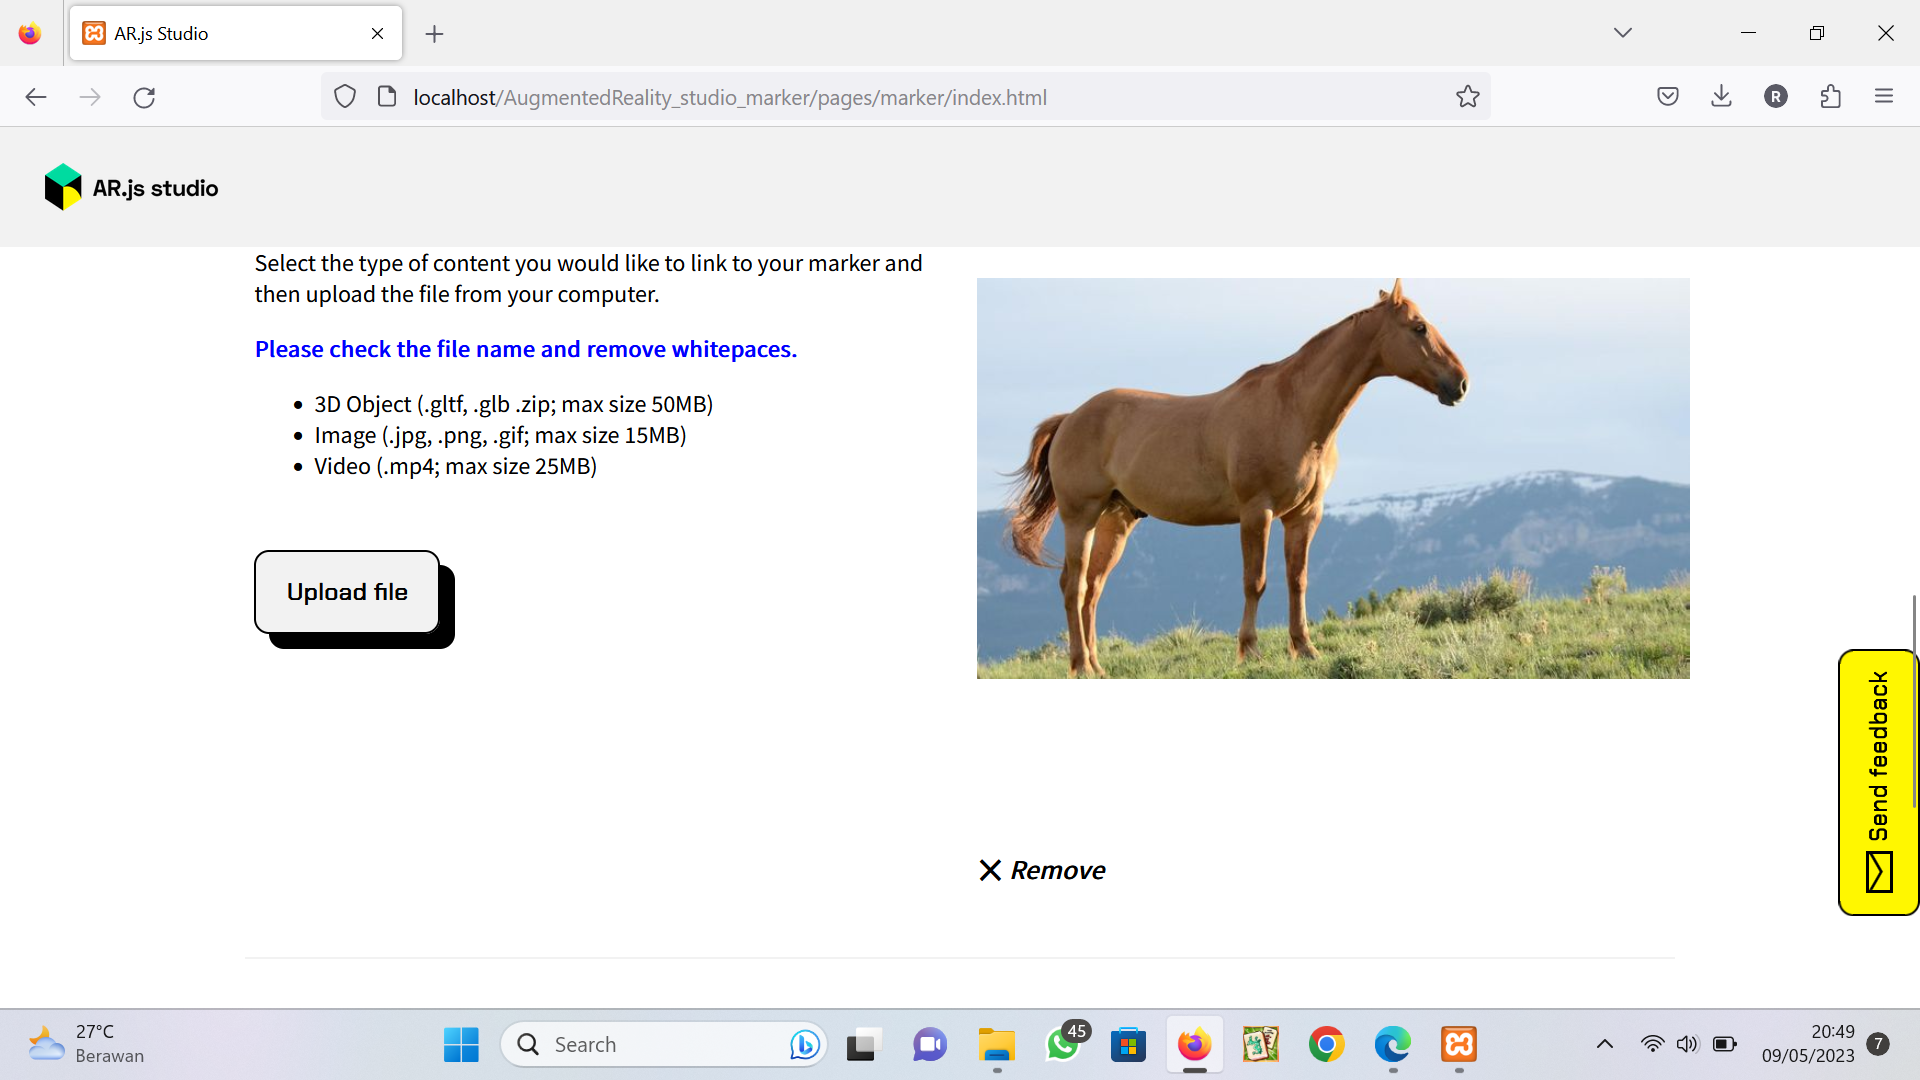 AR.js Studio
localhost/AugmentedReality_studio_marker/pages/marker/index.html
R
AR.js studio
Select the type of content you would like to link to your marker and
then upload the file from your computer.
Please check the file name and remove whitepaces.
• 3D Object (.gltf, .glb .zip; max size 50MB)
• Image (.jpg, .png, .gif; max size 15MB)
• Video (.mp4; max size 25MB)
Upload file
Remove
Send feedback
27°C
Berawan
Search
45
20:49
09/05/2023
7